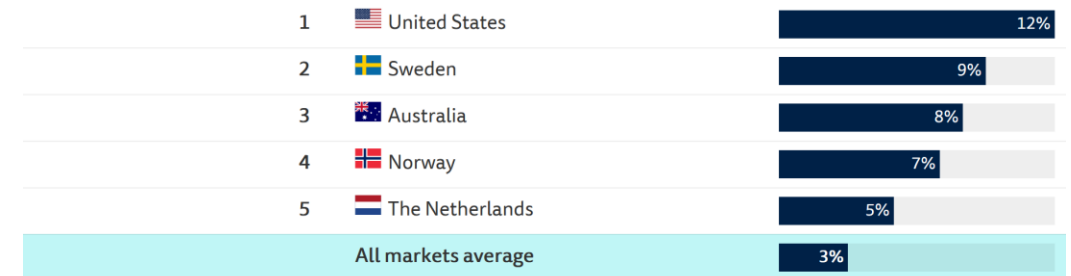 1 United States 12%
2 Sweden 9%
3 Australia 8%
4 Norway 7%
5 The Netherlands 5%
All markets average 3%